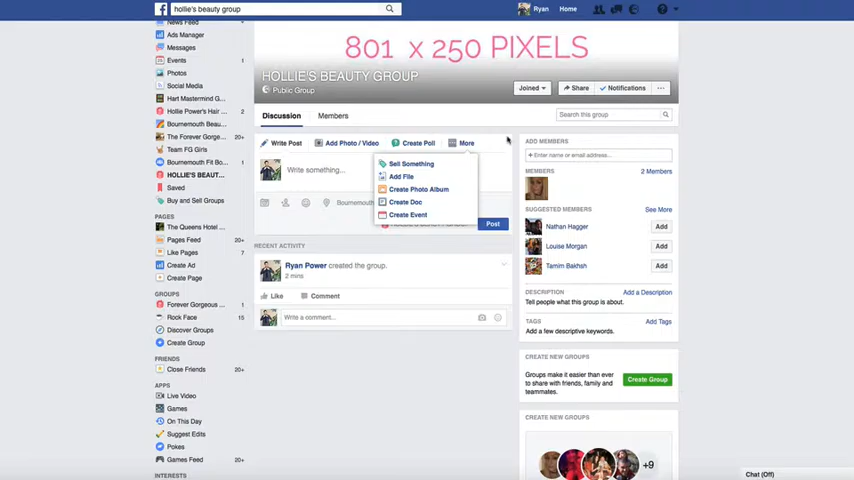 hollie's beauty group
Ryan
Home
801 x 250 PIXELS
HOLLIE'S BEAUTY GROUP
Public Group
Joined
Share
Notifications
Discussion
Members
Search this group
News Feed
Ads Manager
Messages
Events 1
Photos
Social Media
Hart Mastermind G...
Hollie Power's Hair ...
Bournemouth Beau...
The Forever Gorge... 20+
Team FG Girls
Bournemouth Fit Bo...
HOLLIE'S BEAUT...
Saved
Buy and Sell Groups
PAGES
The Queens Hotel ...
Pages Feed 20+
Like Pages 7
Create Ad
Create Page
GROUPS
Forever Gorgeous ...
Rock Face 15
Discover Groups
Create Group
FRIENDS
Close Friends 20+
APPS
Live Video
Games
On This Day
Suggest Edits
Pokes
Games Feed 20+
INTERESTS
Write Post
Add Photo / Video
Create Poll
More
Write something...
Sell Something
Add File
Create Photo Album
Create Doc
Create Event
Bournemouth
Post
RECENT ACTIVITY
Ryan Power created the group.
2 mins
Like
Comment
Write a comment...
ADD MEMBERS
+ Enter name or email address...
MEMBERS 2 Members
SUGGESTED MEMBERS See More
Nathan Hagger Add
Louise Morgan Add
Tamim Bakhsh Add
DESCRIPTION Add a Description
Tell people what this group is about.
TAGS Add Tags
Add a few descriptive keywords.
CREATE NEW GROUPS
Groups make it easier than ever
to share with friends, family and
teammates.
Create Group
CREATE NEW GROUPS
+9
Chat (Off)